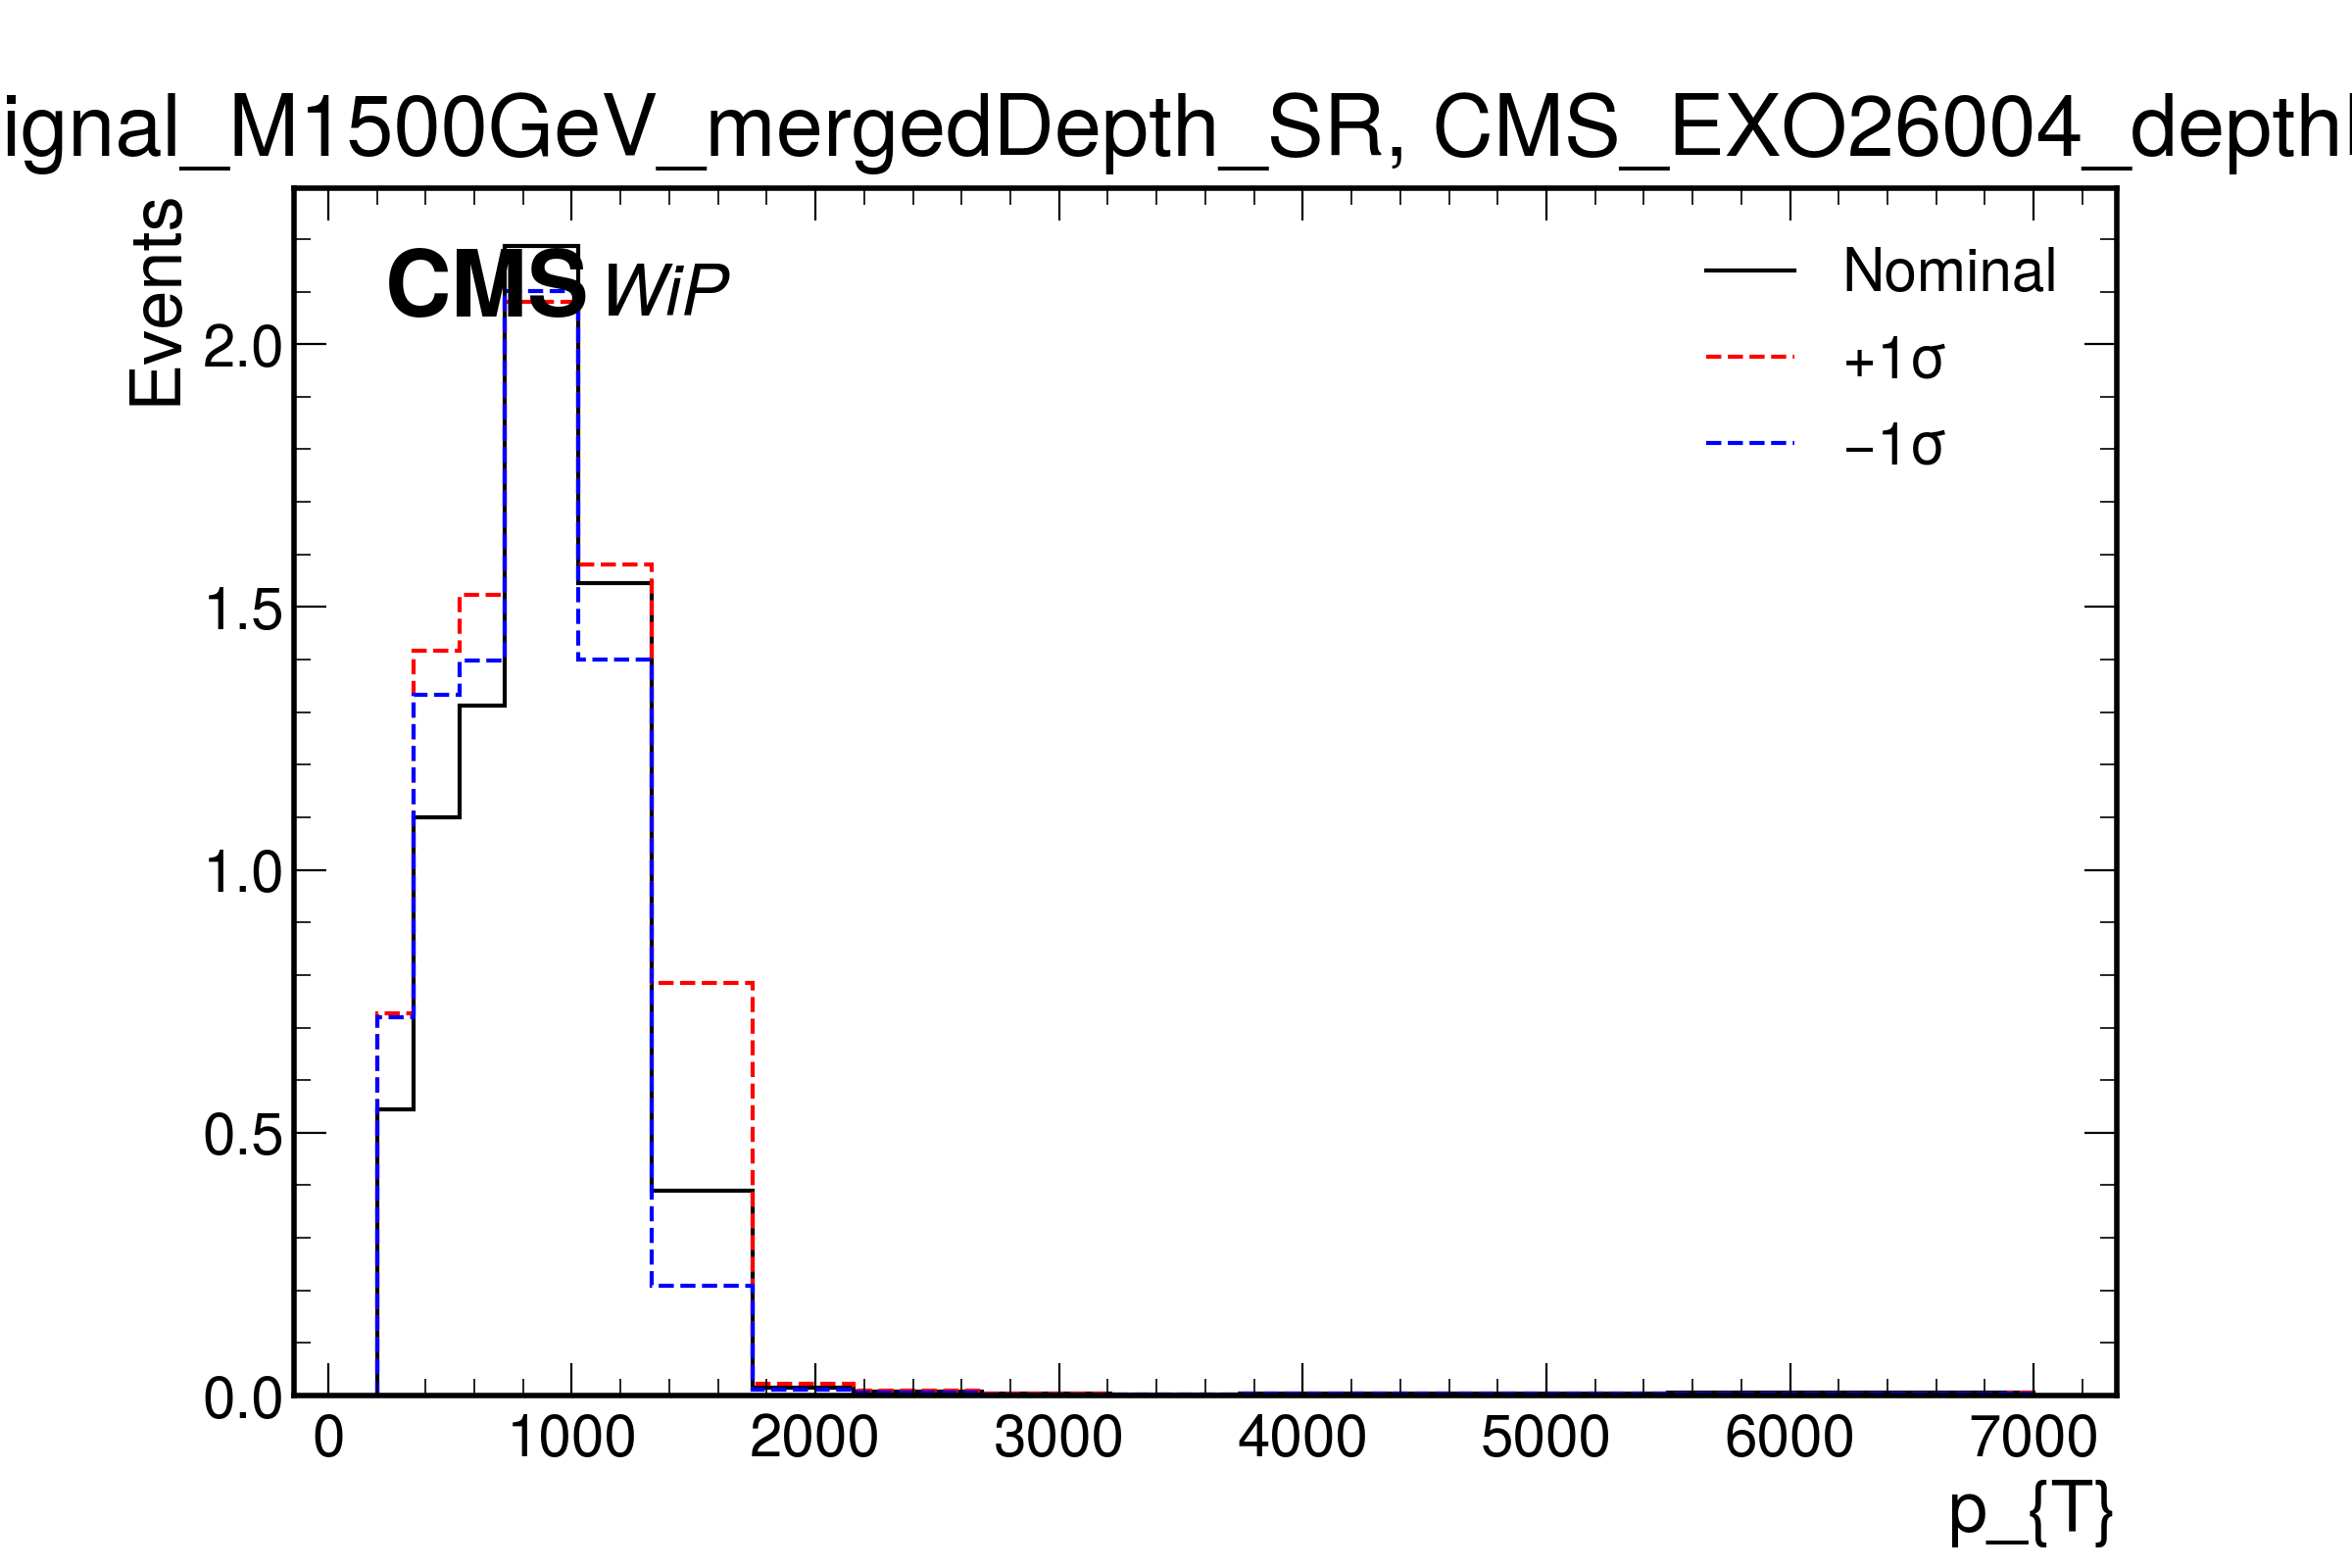 ignal_M1500GeV_mergedDepth_SR, CMS_EXO26004_depth
Events
CMS WiP
Nominal
+1σ
−1σ
2.0
1.5
1.0
0.5
0.0
0 1000 2000 3000 4000 5000 6000 7000
p_{T}